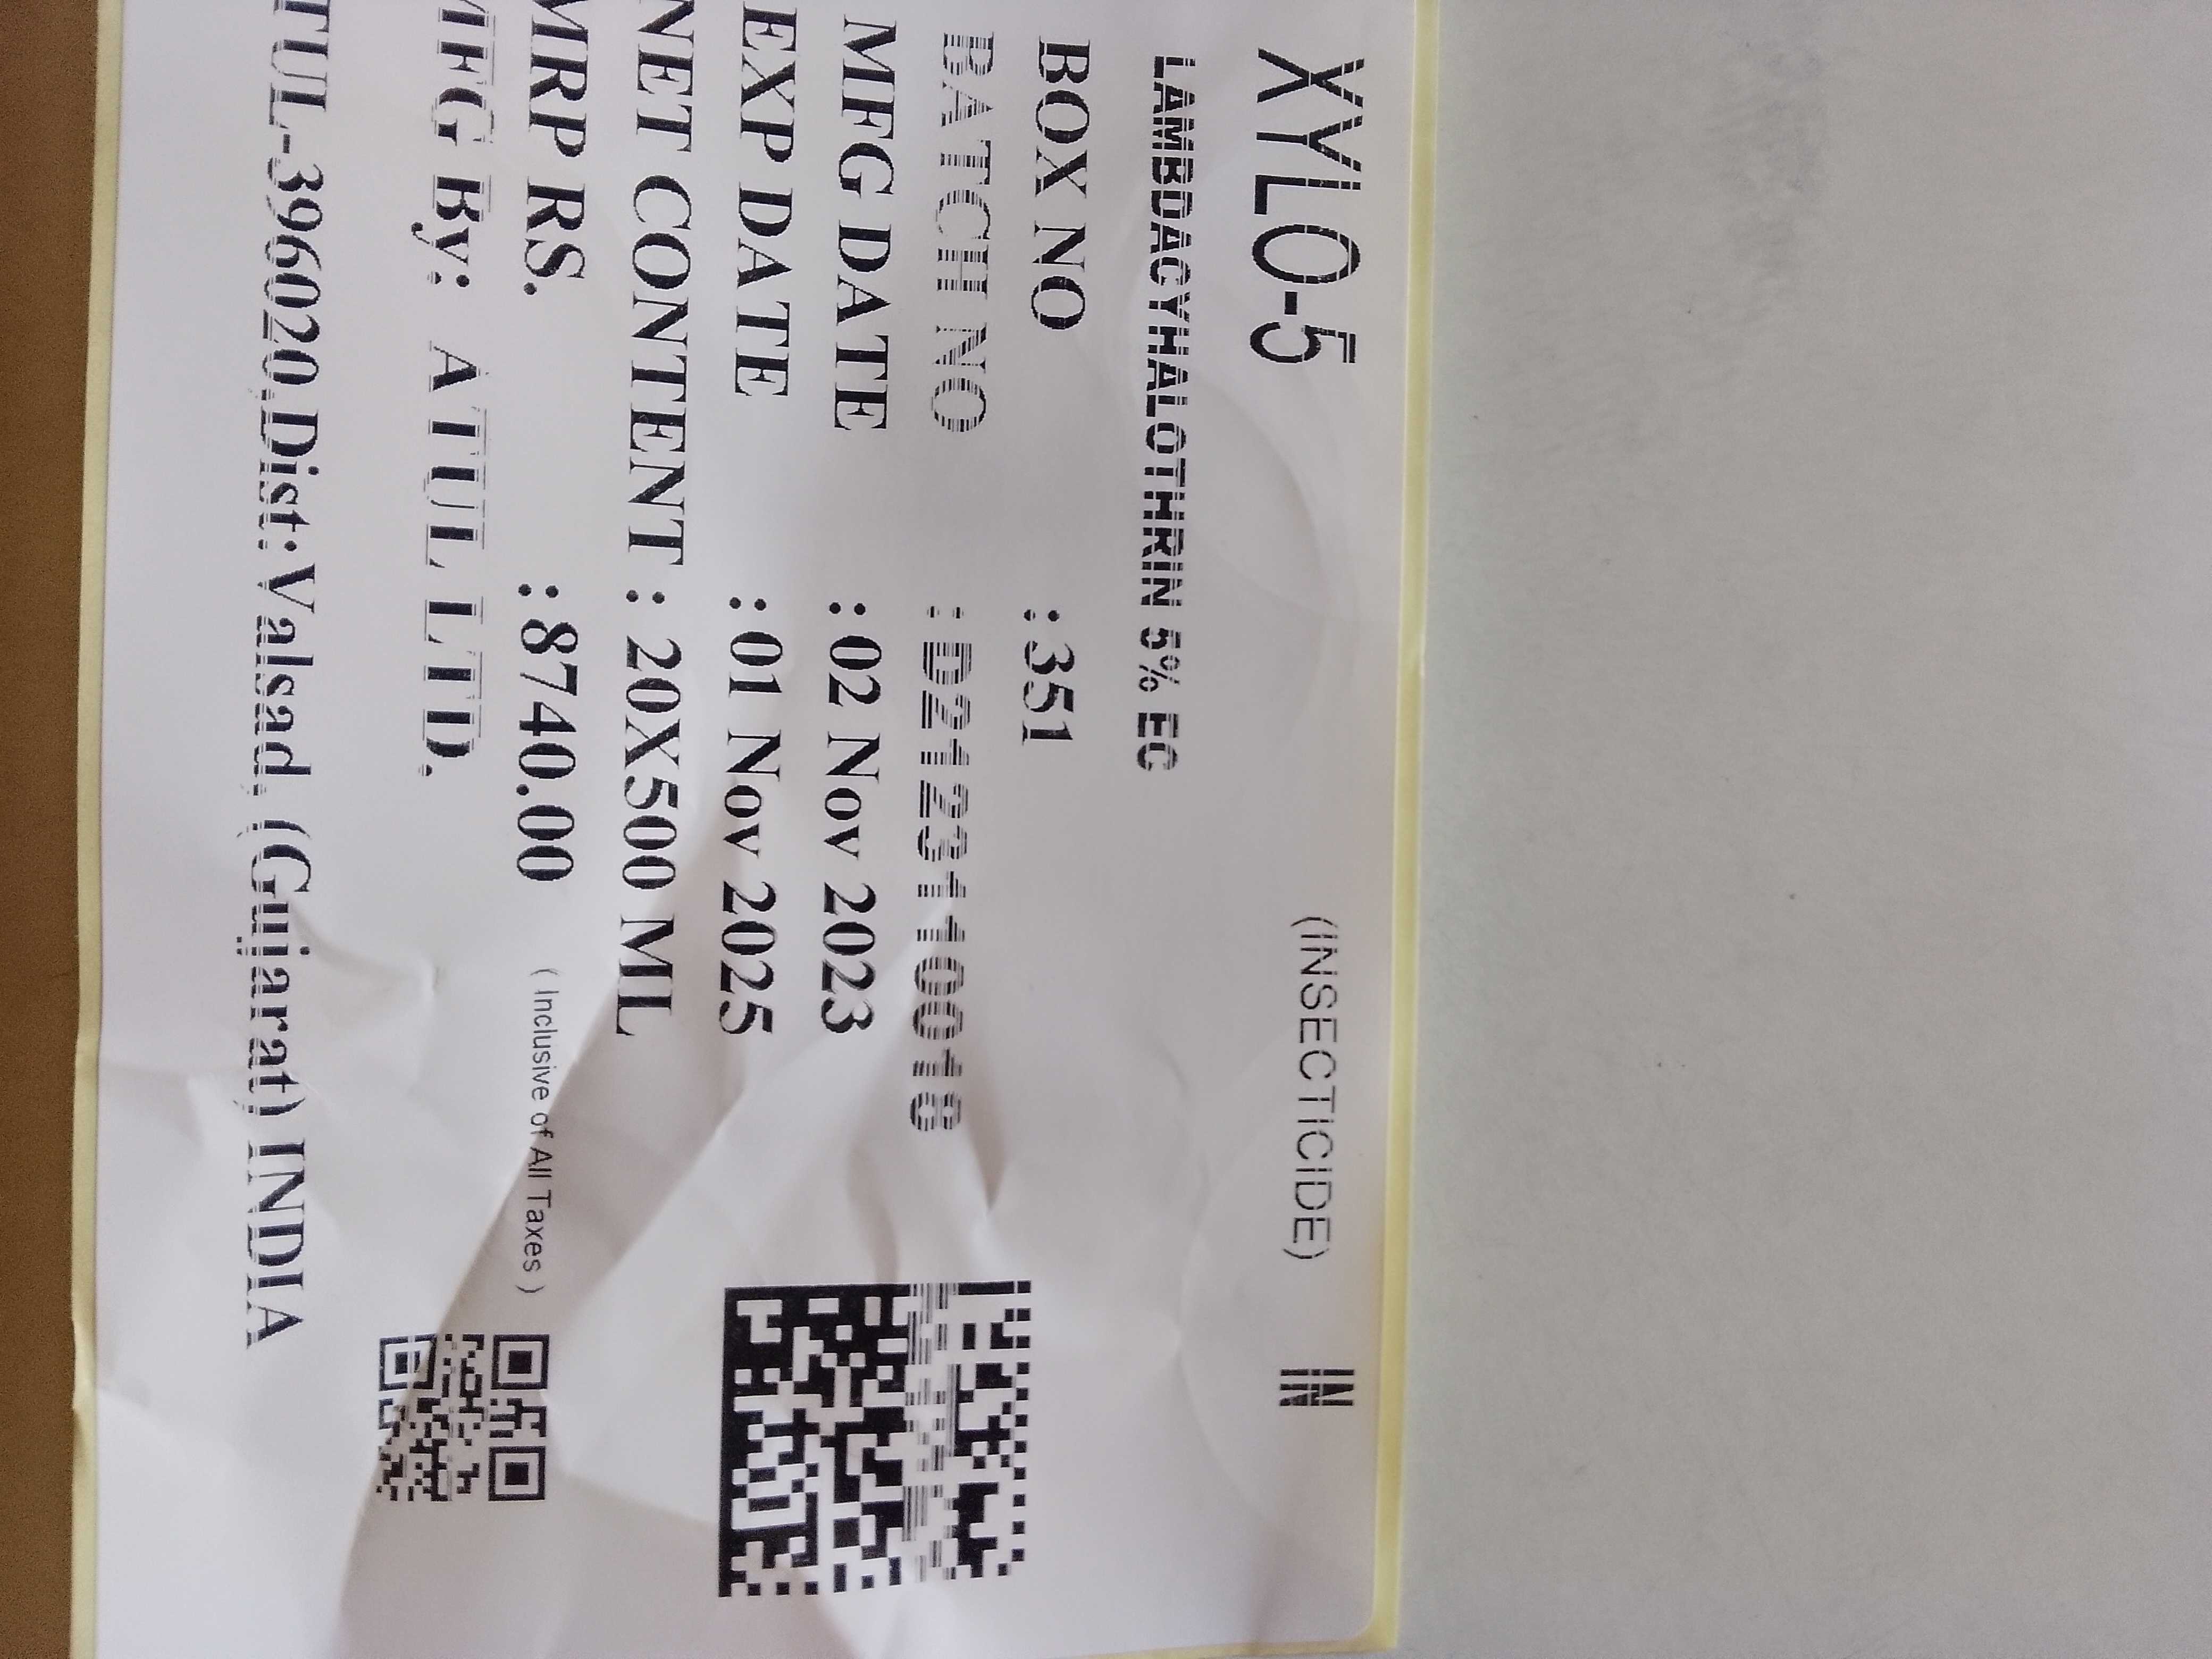 XYLO-5 (INSECTICIDE) IN
LAMBDACYHALOTHRIN 5% EC
BOX NO : 351
BATCH NO : D2123110018
MFG DATE : 02 Nov 2023
EXP DATE : 01 Nov 2025
NET CONTENT : 20X500 ML
MRP RS. : 8740.00 ( Inclusive of All Taxes )
MFG By: ATUL LTD.
TUL-396020,Dist:Valsad, (Gujarat) INDIA